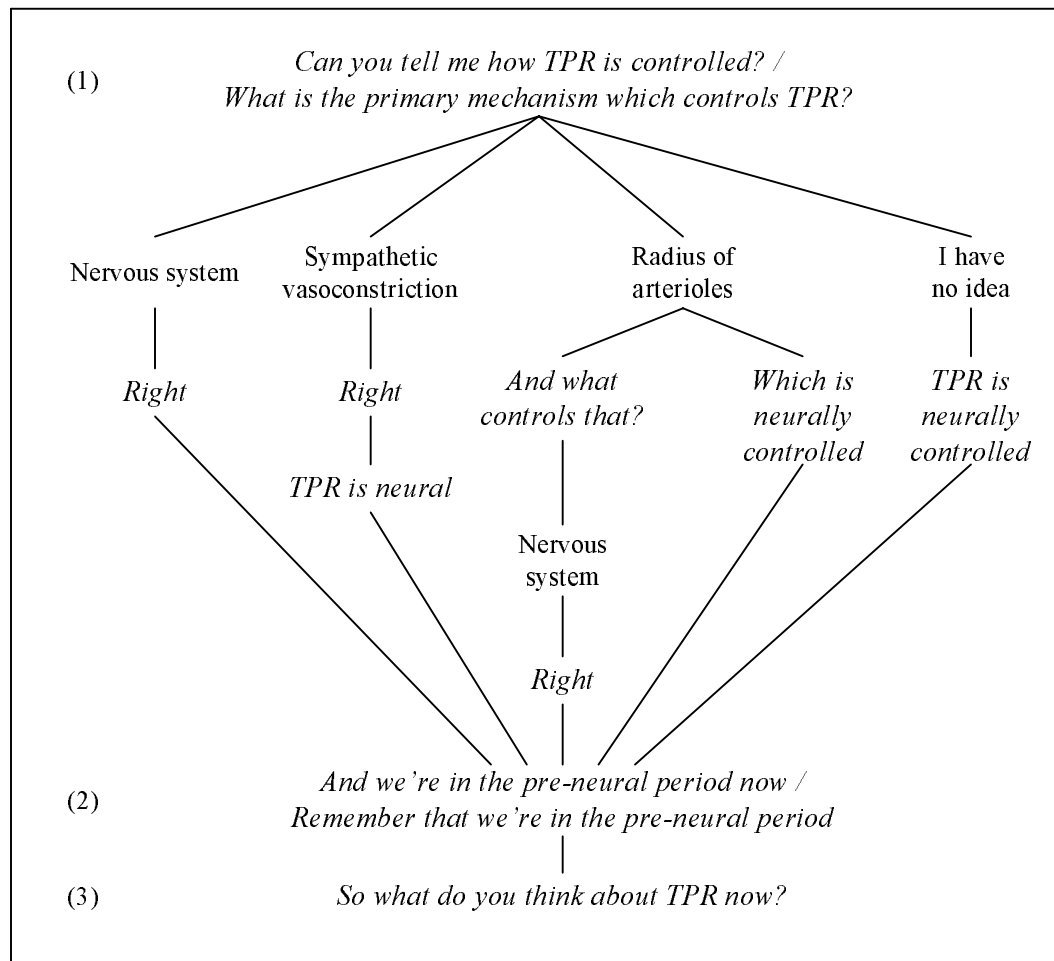 (1)
Can you tell me how TPR is controlled? /
What is the primary mechanism which controls TPR?
Nervous system
Sympathetic
vasoconstriction
Radius of
arterioles
I have
no idea
Right
Right
And what
controls that?
Which is
neurally
controlled
TPR is
neurally
controlled
TPR is neural
Nervous
system
Right
(2)
And we're in the pre-neural period now /
Remember that we're in the pre-neural period
(3)
So what do you think about TPR now?